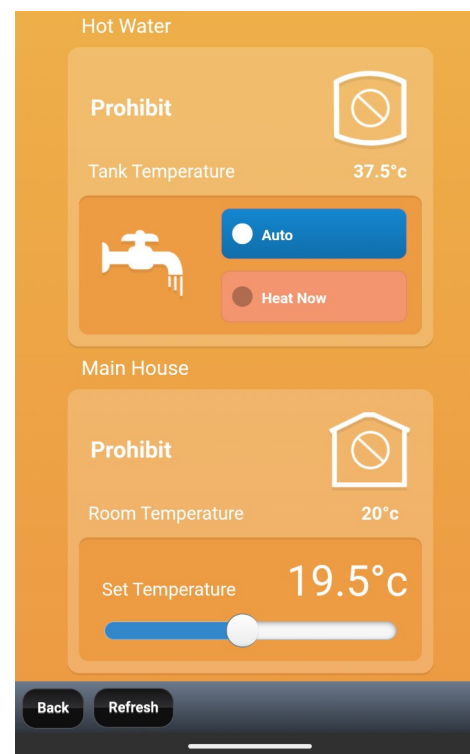 Hot Water
Prohibit
Tank Temperature 37.5°c
Auto
Heat Now
Main House
Prohibit
Room Temperature 20°c
Set Temperature 19.5°c
Back Refresh